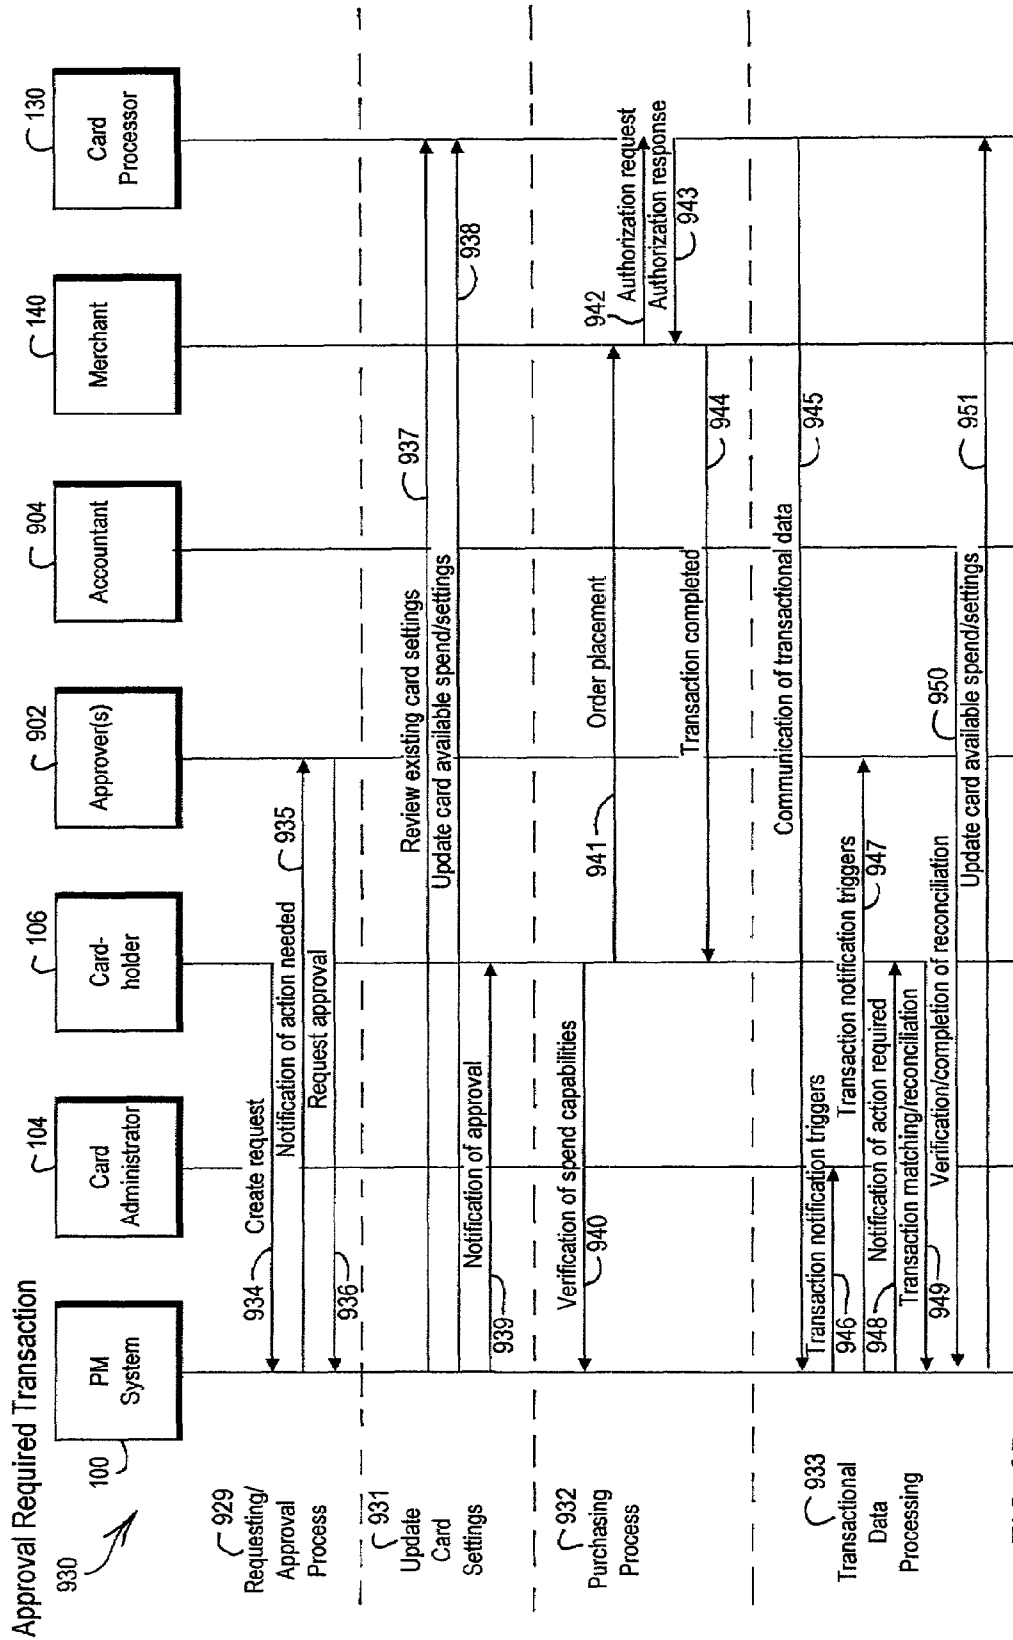 Approval Required Transaction
930
100
PM
System
104
Card
Administrator
106
Card-
holder
902
Approver(s)
904
Accountant
140
Merchant
130
Card
Processor
929
Requesting/
Approval
Process
934
Create request
Notification of action needed
935
Request approval
936
931
Update
Card
Settings
Review existing card settings
937
Update card available spend/settings
938
Notification of approval
939
932
Purchasing
Process
Verification of spend capabilities
940
941
Order placement
942
Authorization request
Authorization response
943
Transaction completed
944
933
Transactional
Data
Processing
Communication of transactional data
945
Transaction notification triggers
946
Transaction notification triggers
947
948
Notification of action required
Transaction matching/reconciliation
949
Verification/completion of reconciliation
950
Update card available spend/settings
951